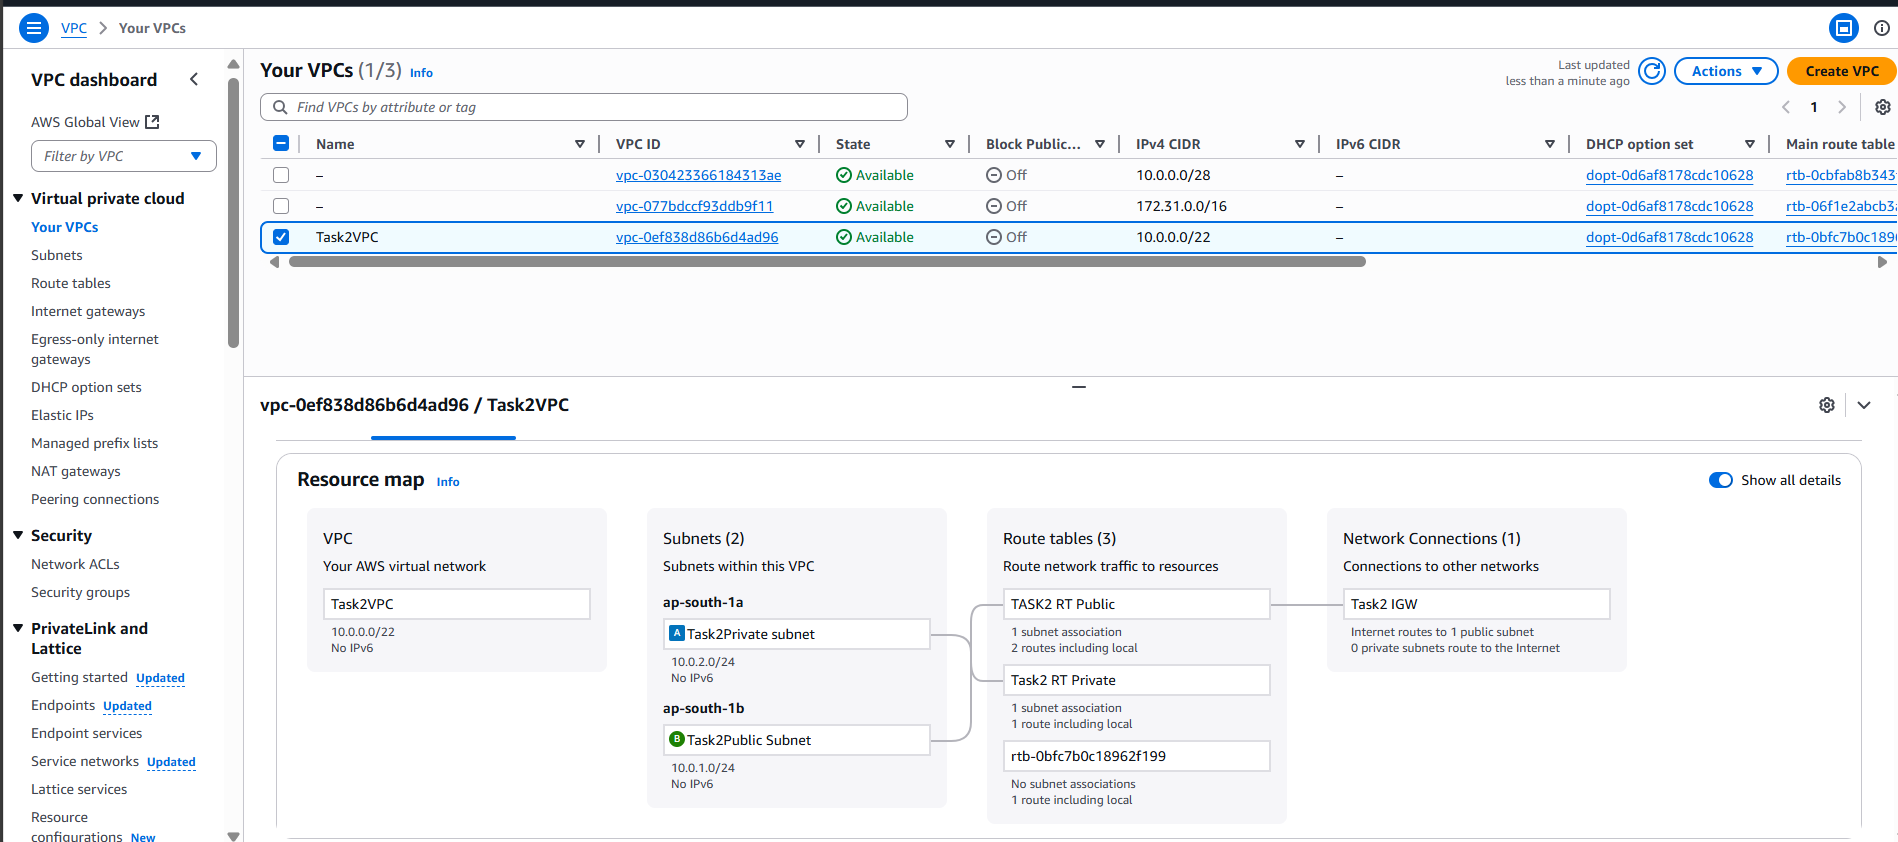 VPC > Your VPCs
VPC dashboard
AWS Global View
Filter by VPC
Virtual private cloud
Your VPCs
Subnets
Route tables
Internet gateways
Egress-only internet
gateways
DHCP option sets
Elastic IPs
Managed prefix lists
NAT gateways
Peering connections
Security
Network ACLs
Security groups
PrivateLink and
Lattice
Getting started Updated
Endpoints Updated
Endpoint services
Service networks Updated
Lattice services
Resource
configurations New
Your VPCs (1/3) Info
Last updated
less than a minute ago
Actions
Create VPC
Find VPCs by attribute or tag
1
Name VPC ID State Block Public... IPv4 CIDR IPv6 CIDR DHCP option set Main route table
– vpc-030423366184313ae Available Off 10.0.0.0/28 – dopt-0d6af8178cdc10628 rtb-0cbfab8b343
– vpc-077bdccf93ddb9f11 Available Off 172.31.0.0/16 – dopt-0d6af8178cdc10628 rtb-06f1e2abcb3
Task2VPC vpc-0ef838d86b6d4ad96 Available Off 10.0.0.0/22 – dopt-0d6af8178cdc10628 rtb-0bfc7b0c189
vpc-0ef838d86b6d4ad96 / Task2VPC
Resource map Info
Show all details
VPC
Your AWS virtual network
Task2VPC
10.0.0.0/22
No IPv6
Subnets (2)
Subnets within this VPC
ap-south-1a
A Task2Private subnet
10.0.2.0/24
No IPv6
ap-south-1b
B Task2Public Subnet
10.0.1.0/24
No IPv6
Route tables (3)
Route network traffic to resources
TASK2 RT Public
1 subnet association
2 routes including local
Task2 RT Private
1 subnet association
1 route including local
rtb-0bfc7b0c18962f199
No subnet associations
1 route including local
Network Connections (1)
Connections to other networks
Task2 IGW
Internet routes to 1 public subnet
0 private subnets route to the Internet